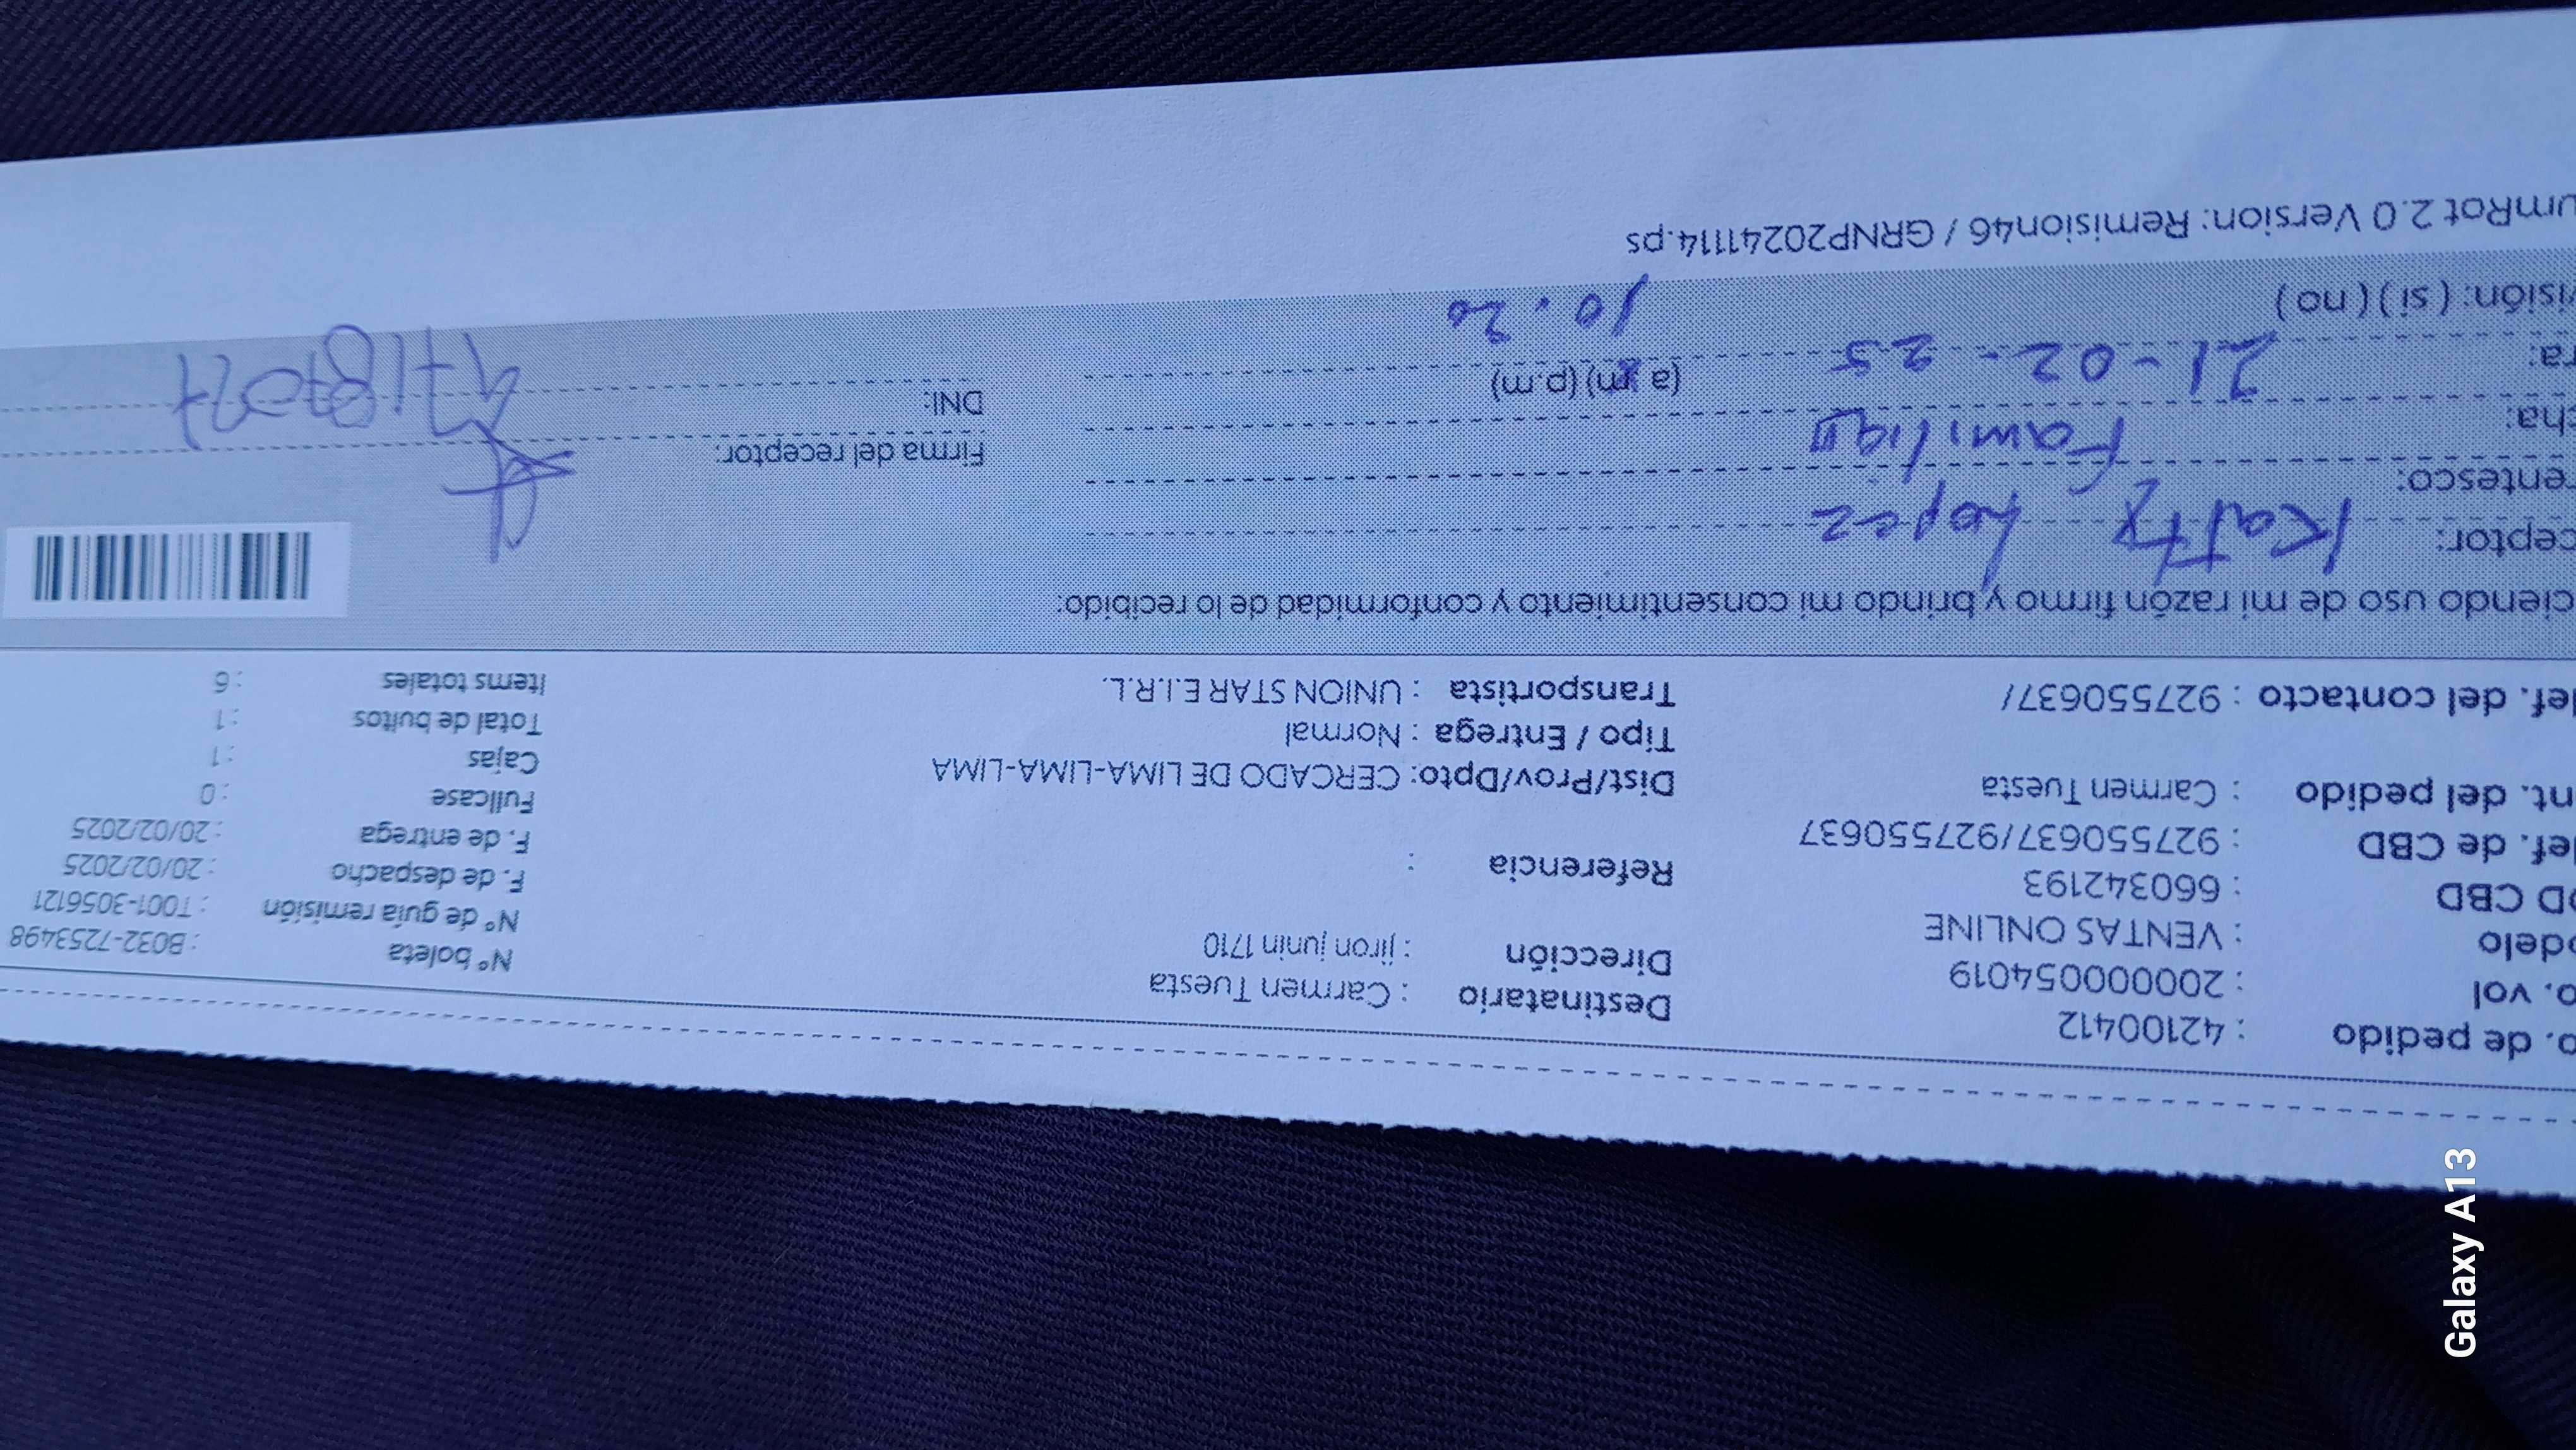 o. de pedido : 42100412
o. vol : 200000054019
odelo : VENTAS ONLINE
OD CBD : 660342193
ef. de CBD : 927550637/927550637
nt. del pedido : Carmen Tuesta
ef. del contacto : 927550637/
Destinatario : Carmen Tuesta
Dirección : jiron junin 1710
Referencia :
Dist/Prov/Dpto: CERCADO DE LIMA-LIMA-LIMA
Tipo / Entrega : Normal
Transportista : UNION STAR E.I.R.L.
N° boleta : B032-7253498
N° de guía remisión : T001-3056121
F. de despacho : 20/02/2025
F. de entrega : 20/02/2025
Fullcase : 0
Cajas : 1
Total de bultos : 1
Items totales : 6
ciendo uso de mi razón firmo y brindo mi consentimiento y conformidad de lo recibido:
ceptor: Katty Lopez
entesco: Familiar
ha: 21-02-25
ra: (a m) (p.m) 10.20
isión: ( si ) ( no )
Firma del receptor:
DNI:
umRot 2.0 Version: Remision46 / GRNP20241114.ps
Galaxy A13